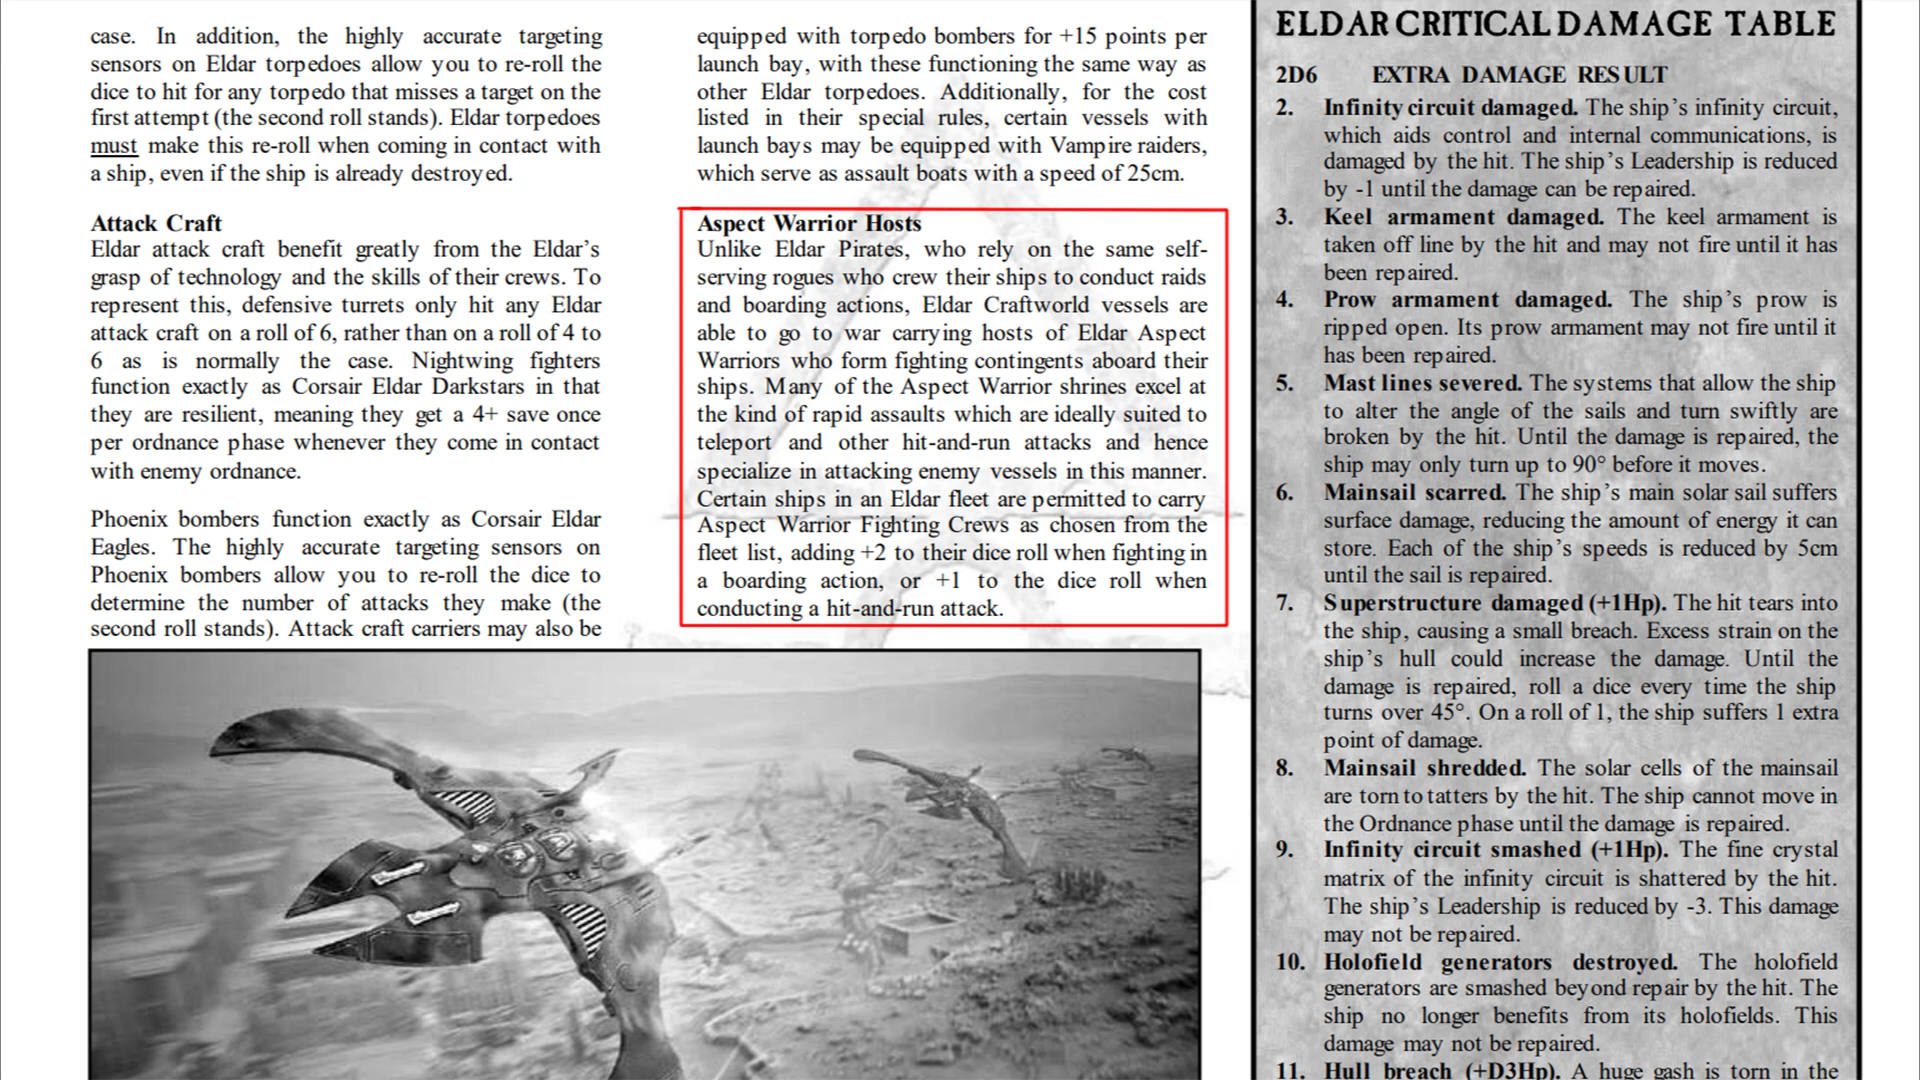 case. In addition, the highly accurate targeting
sensors on Eldar torpedoes allow you to re-roll the
dice to hit for any torpedo that misses a target on the
first attempt (the second roll stands). Eldar torpedoes
must make this re-roll when coming in contact with
a ship, even if the ship is already destroyed.
Attack Craft
Eldar attack craft benefit greatly from the Eldar’s
grasp of technology and the skills of their crews. To
represent this, defensive turrets only hit any Eldar
attack craft on a roll of 6, rather than on a roll of 4 to
6 as is normally the case. Nightwing fighters
function exactly as Corsair Eldar Darkstars in that
they are resilient, meaning they get a 4+ save once
per ordnance phase whenever they come in contact
with enemy ordnance.
Phoenix bombers function exactly as Corsair Eldar
Eagles. The highly accurate targeting sensors on
Phoenix bombers allow you to re-roll the dice to
determine the number of attacks they make (the
second roll stands). Attack craft carriers may also be
equipped with torpedo bombers for +15 points per
launch bay, with these functioning the same way as
other Eldar torpedoes. Additionally, for the cost
listed in their special rules, certain vessels with
launch bays may be equipped with Vampire raiders,
which serve as assault boats with a speed of 25cm.
Aspect Warrior Hosts
Unlike Eldar Pirates, who rely on the same self-
serving rogues who crew their ships to conduct raids
and boarding actions, Eldar Craftworld vessels are
able to go to war carrying hosts of Eldar Aspect
Warriors who form fighting contingents aboard their
ships. Many of the Aspect Warrior shrines excel at
the kind of rapid assaults which are ideally suited to
teleport and other hit-and-run attacks and hence
specialize in attacking enemy vessels in this manner.
Certain ships in an Eldar fleet are permitted to carry
Aspect Warrior Fighting Crews as chosen from the
fleet list, adding +2 to their dice roll when fighting in
a boarding action, or +1 to the dice roll when
conducting a hit-and-run attack.
ELDAR CRITICAL DAMAGE TABLE
2D6 EXTRA DAMAGE RESULT
2. Infinity circuit damaged. The ship’s infinity circuit,
which aids control and internal communications, is
damaged by the hit. The ship’s Leadership is reduced
by -1 until the damage can be repaired.
3. Keel armament damaged. The keel armament is
taken off line by the hit and may not fire until it has
been repaired.
4. Prow armament damaged. The ship’s prow is
ripped open. Its prow armament may not fire until it
has been repaired.
5. Mast lines severed. The systems that allow the ship
to alter the angle of the sails and turn swiftly are
broken by the hit. Until the damage is repaired, the
ship may only turn up to 90° before it moves.
6. Mainsail scarred. The ship’s main solar sail suffers
surface damage, reducing the amount of energy it can
store. Each of the ship’s speeds is reduced by 5cm
until the sail is repaired.
7. Superstructure damaged (+1Hp). The hit tears into
the ship, causing a small breach. Excess strain on the
ship’s hull could increase the damage. Until the
damage is repaired, roll a dice every time the ship
turns over 45°. On a roll of 1, the ship suffers 1 extra
point of damage.
8. Mainsail shredded. The solar cells of the mainsail
are torn to tatters by the hit. The ship cannot move in
the Ordnance phase until the damage is repaired.
9. Infinity circuit smashed (+1Hp). The fine crystal
matrix of the infinity circuit is shattered by the hit.
The ship’s Leadership is reduced by -3. This damage
may not be repaired.
10. Holofield generators destroyed. The holofield
generators are smashed beyond repair by the hit. The
ship no longer benefits from its holofields. This
damage may not be repaired.
11. Hull breach (+D3Hp). A huge gash is torn in the